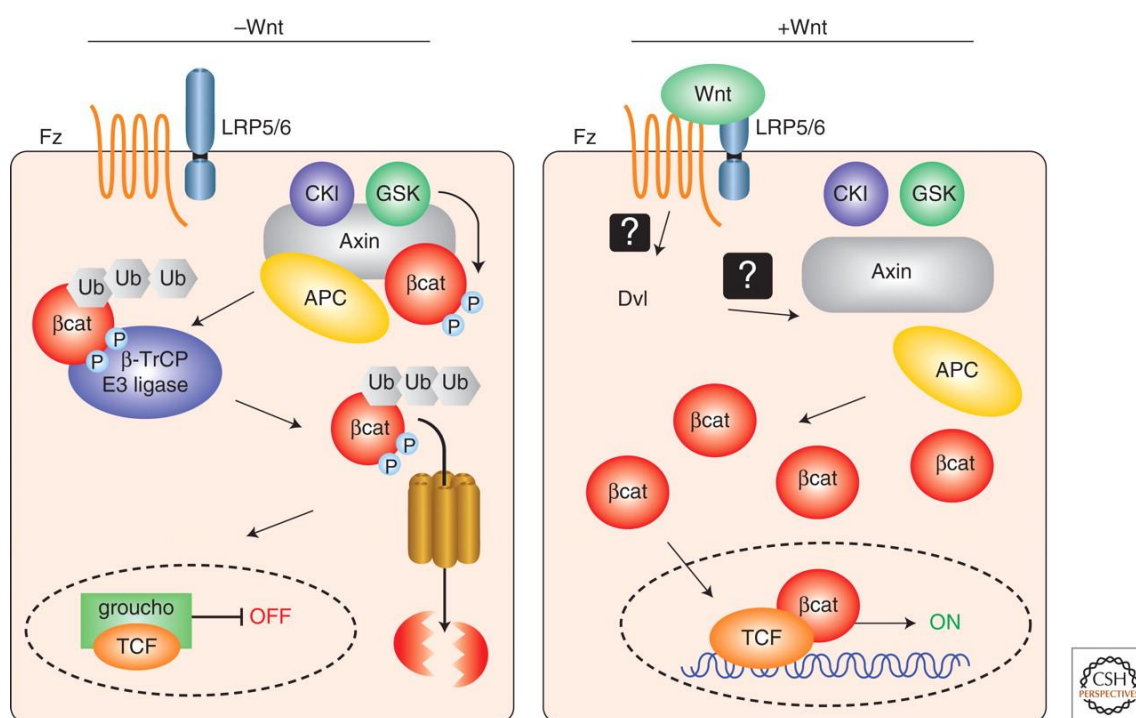 –Wnt
Fz
LRP5/6
CKI
GSK
Axin
βcat
P
P
APC
Ub Ub Ub
βcat
P
P
β-TrCP
E3 ligase
Ub Ub Ub
βcat
P
P
groucho
TCF
OFF
+Wnt
Wnt
Fz
LRP5/6
CKI
GSK
?
Dvl
?
Axin
APC
βcat
βcat
βcat
βcat
βcat
TCF
ON
CSH
PERSPECTIVES